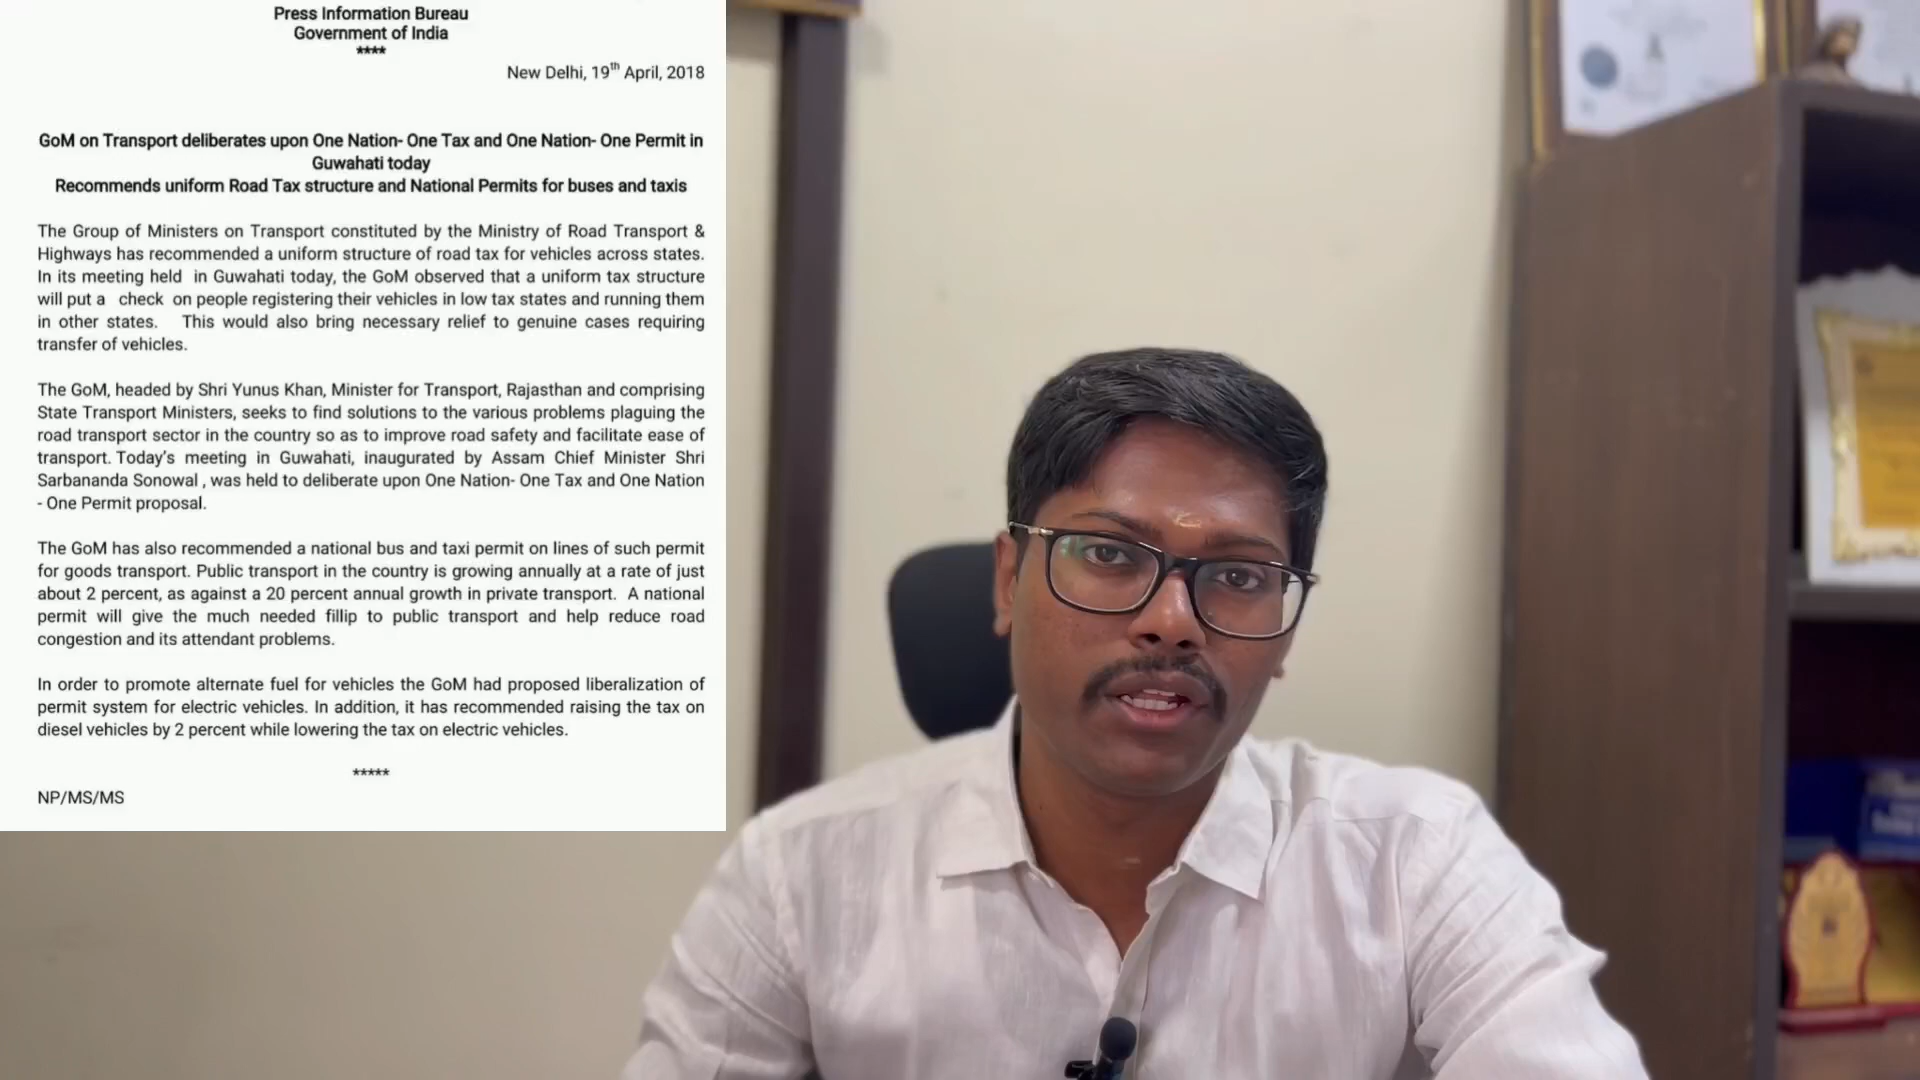 Press Information Bureau
Government of India
****
New Delhi, 19th April, 2018
GoM on Transport deliberates upon One Nation- One Tax and One Nation- One Permit in
Guwahati today
Recommends uniform Road Tax structure and National Permits for buses and taxis
The Group of Ministers on Transport constituted by the Ministry of Road Transport &
Highways has recommended a uniform structure of road tax for vehicles across states.
In its meeting held in Guwahati today, the GoM observed that a uniform tax structure
will put a check on people registering their vehicles in low tax states and running them
in other states. This would also bring necessary relief to genuine cases requiring
transfer of vehicles.
The GoM, headed by Shri Yunus Khan, Minister for Transport, Rajasthan and comprising
State Transport Ministers, seeks to find solutions to the various problems plaguing the
road transport sector in the country so as to improve road safety and facilitate ease of
transport. Today's meeting in Guwahati, inaugurated by Assam Chief Minister Shri
Sarbananda Sonowal , was held to deliberate upon One Nation- One Tax and One Nation
- One Permit proposal.
The GoM has also recommended a national bus and taxi permit on lines of such permit
for goods transport. Public transport in the country is growing annually at a rate of just
about 2 percent, as against a 20 percent annual growth in private transport. A national
permit will give the much needed fillip to public transport and help reduce road
congestion and its attendant problems.
In order to promote alternate fuel for vehicles the GoM had proposed liberalization of
permit system for electric vehicles. In addition, it has recommended raising the tax on
diesel vehicles by 2 percent while lowering the tax on electric vehicles.
*****
NP/MS/MS